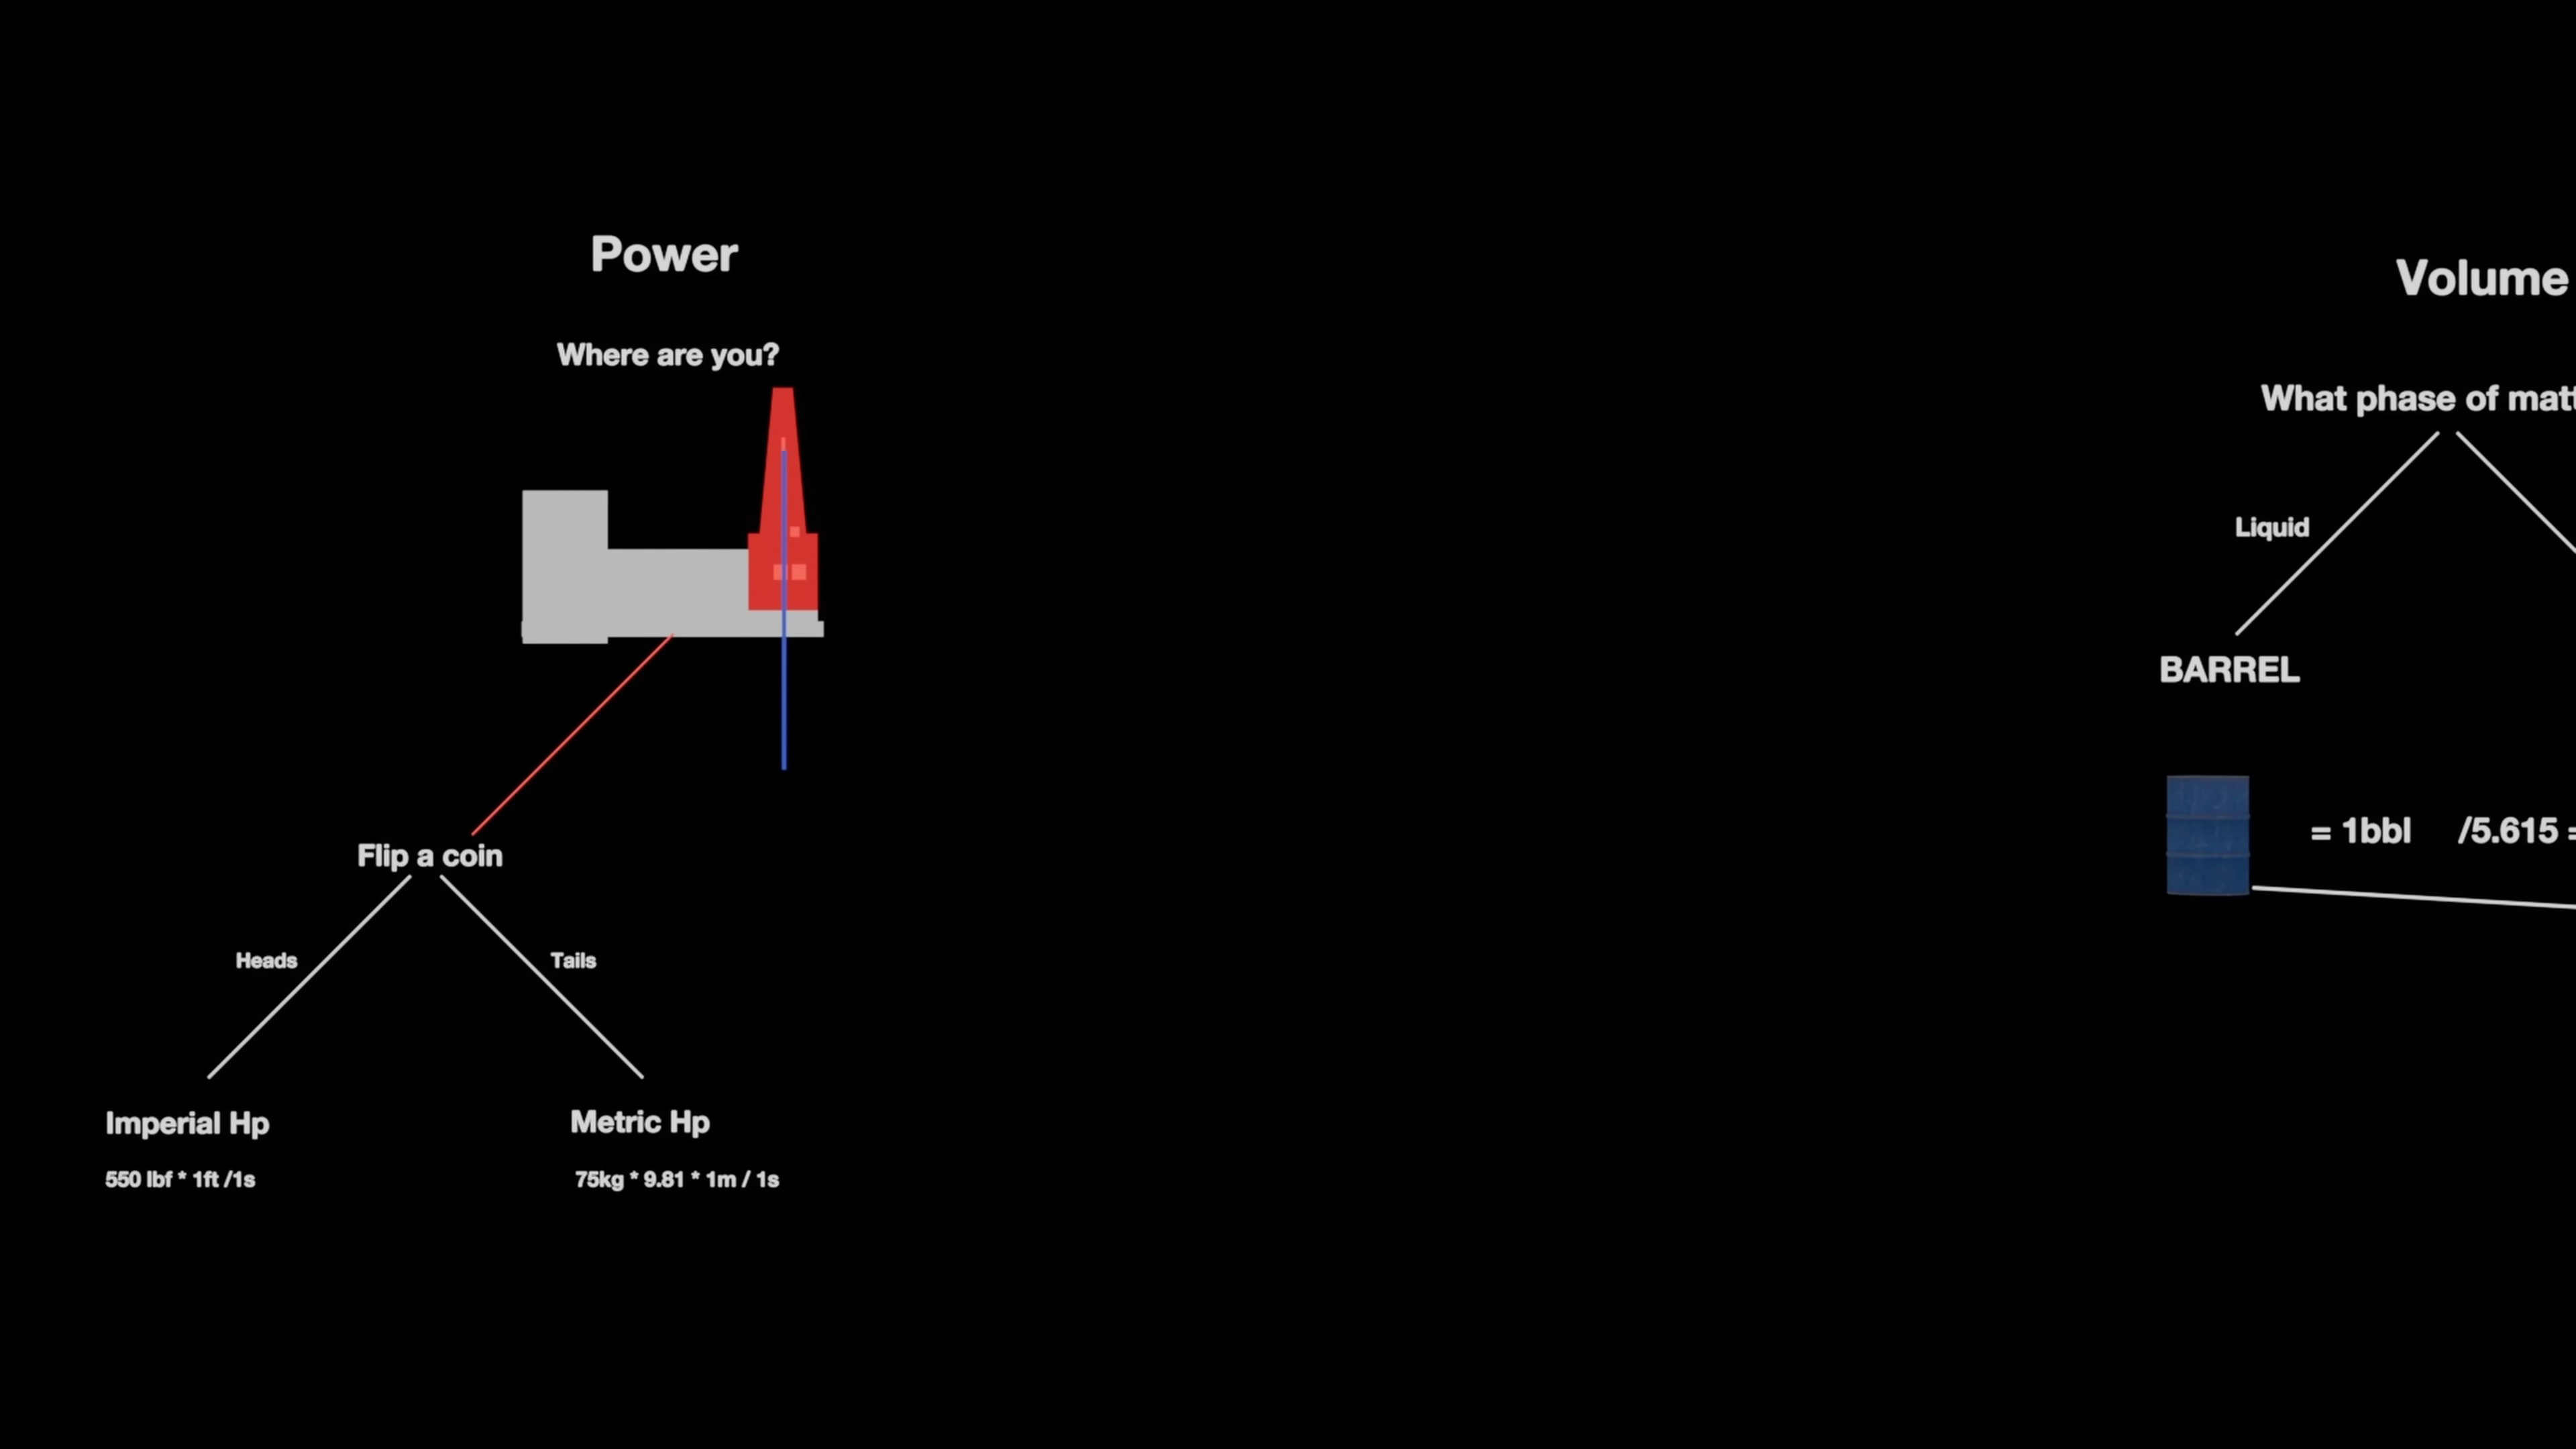 Power
Where are you?
Flip a coin
Heads
Tails
Imperial Hp
Metric Hp
550 lbf * 1ft /1s
75kg * 9.81 * 1m / 1s
Volume
What phase of matt
Liquid
BARREL
= 1bbl /5.615 =